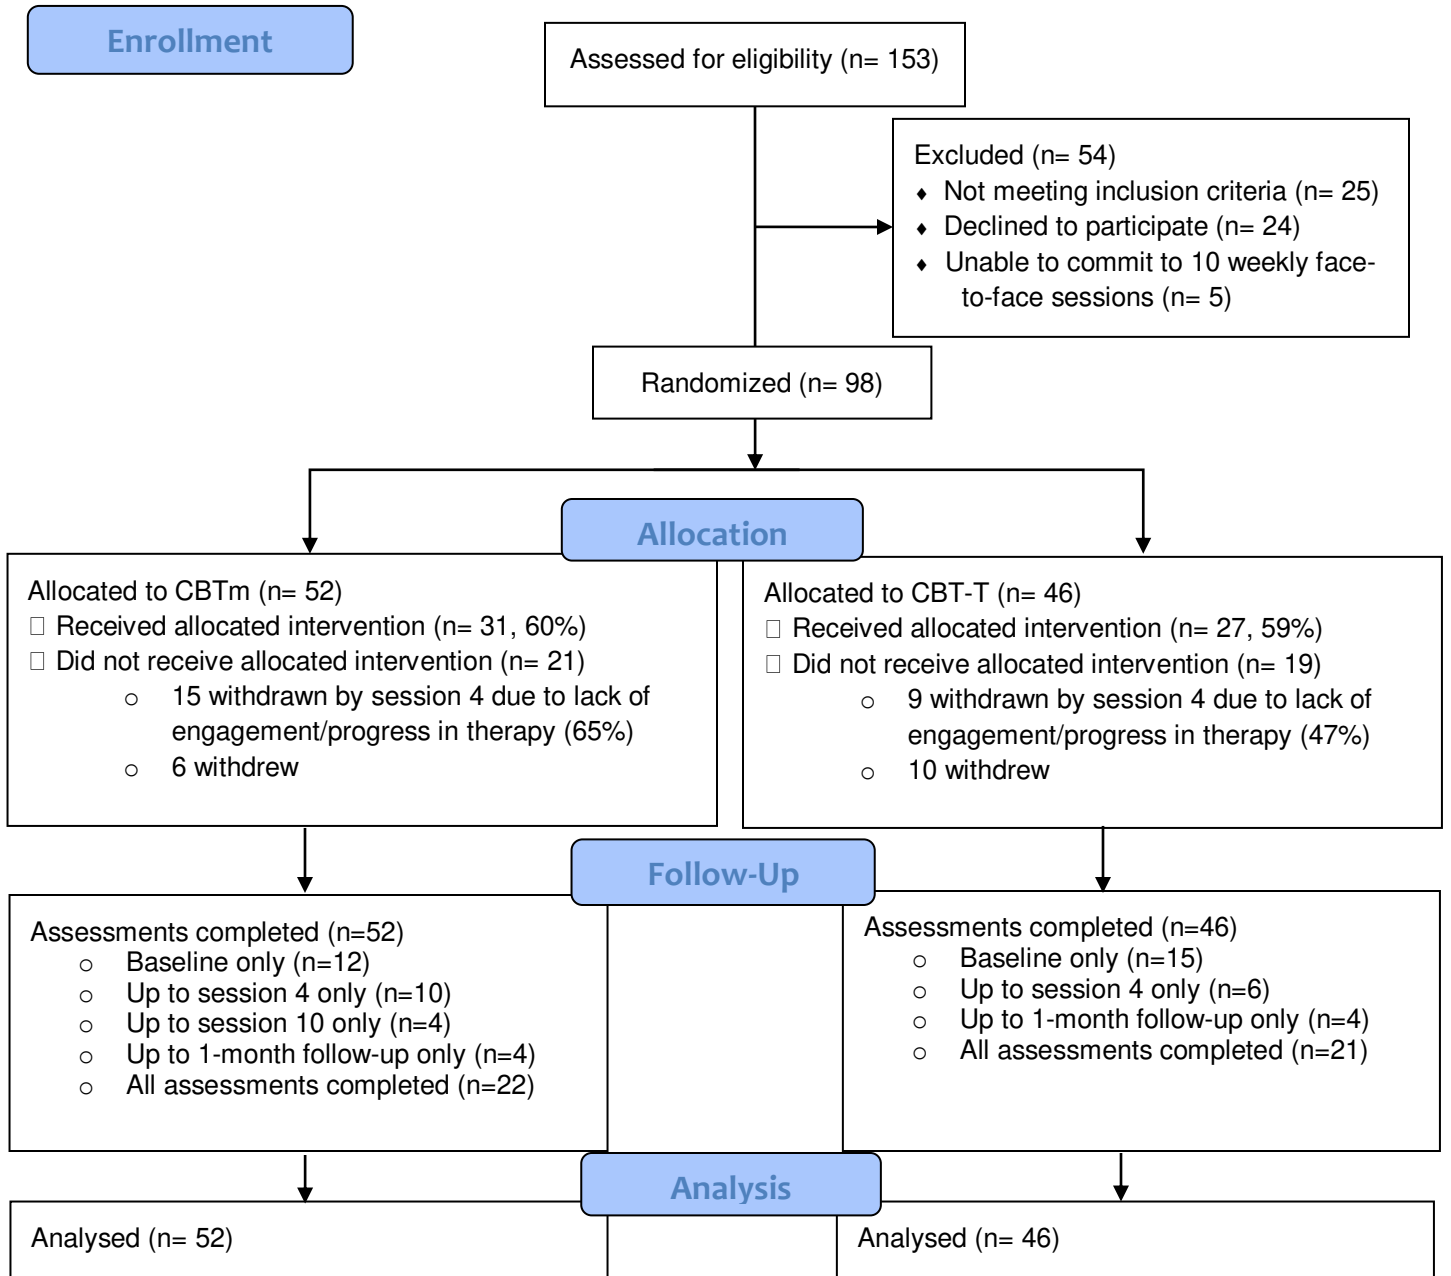 Enrollment
Assessed for eligibility (n= 153)
Excluded (n= 54)
⬧ Not meeting inclusion criteria (n= 25)
⬧ Declined to participate (n= 24)
⬧ Unable to commit to 10 weekly face-
to-face sessions (n= 5)
Randomized (n= 98)
Allocation
Allocated to CBTm (n= 52)
□ Received allocated intervention (n= 31, 60%)
□ Did not receive allocated intervention (n= 21)
o 15 withdrawn by session 4 due to lack of
engagement/progress in therapy (65%)
o 6 withdrew
Allocated to CBT-T (n= 46)
□ Received allocated intervention (n= 27, 59%)
□ Did not receive allocated intervention (n= 19)
o 9 withdrawn by session 4 due to lack of
engagement/progress in therapy (47%)
o 10 withdrew
Follow-Up
Assessments completed (n=52)
o Baseline only (n=12)
o Up to session 4 only (n=10)
o Up to session 10 only (n=4)
o Up to 1-month follow-up only (n=4)
o All assessments completed (n=22)
Assessments completed (n=46)
o Baseline only (n=15)
o Up to session 4 only (n=6)
o Up to 1-month follow-up only (n=4)
o All assessments completed (n=21)
Analysis
Analysed (n= 52)
Analysed (n= 46)